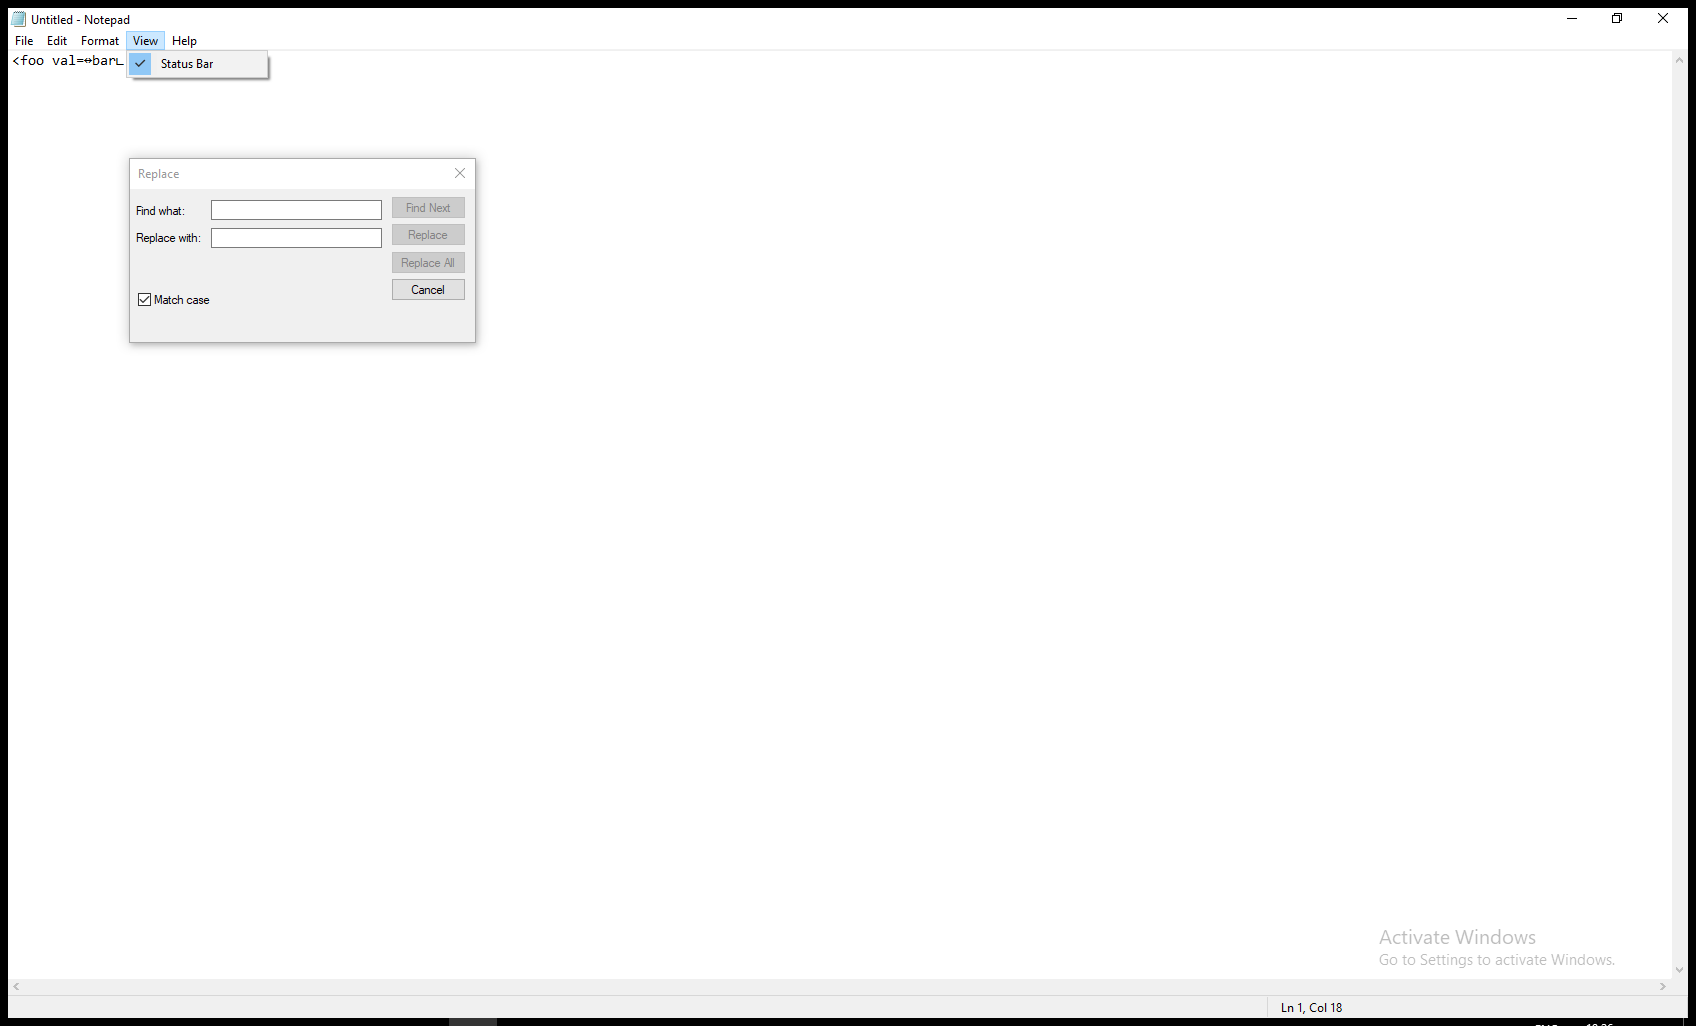 Untitled - Notepad
File Edit Format View Help
<foo val=↔bar∟
Status Bar
Replace
Find what:
Find Next
Replace with:
Replace
Replace All
Cancel
Match case
Activate Windows
Go to Settings to activate Windows.
Ln 1, Col 18